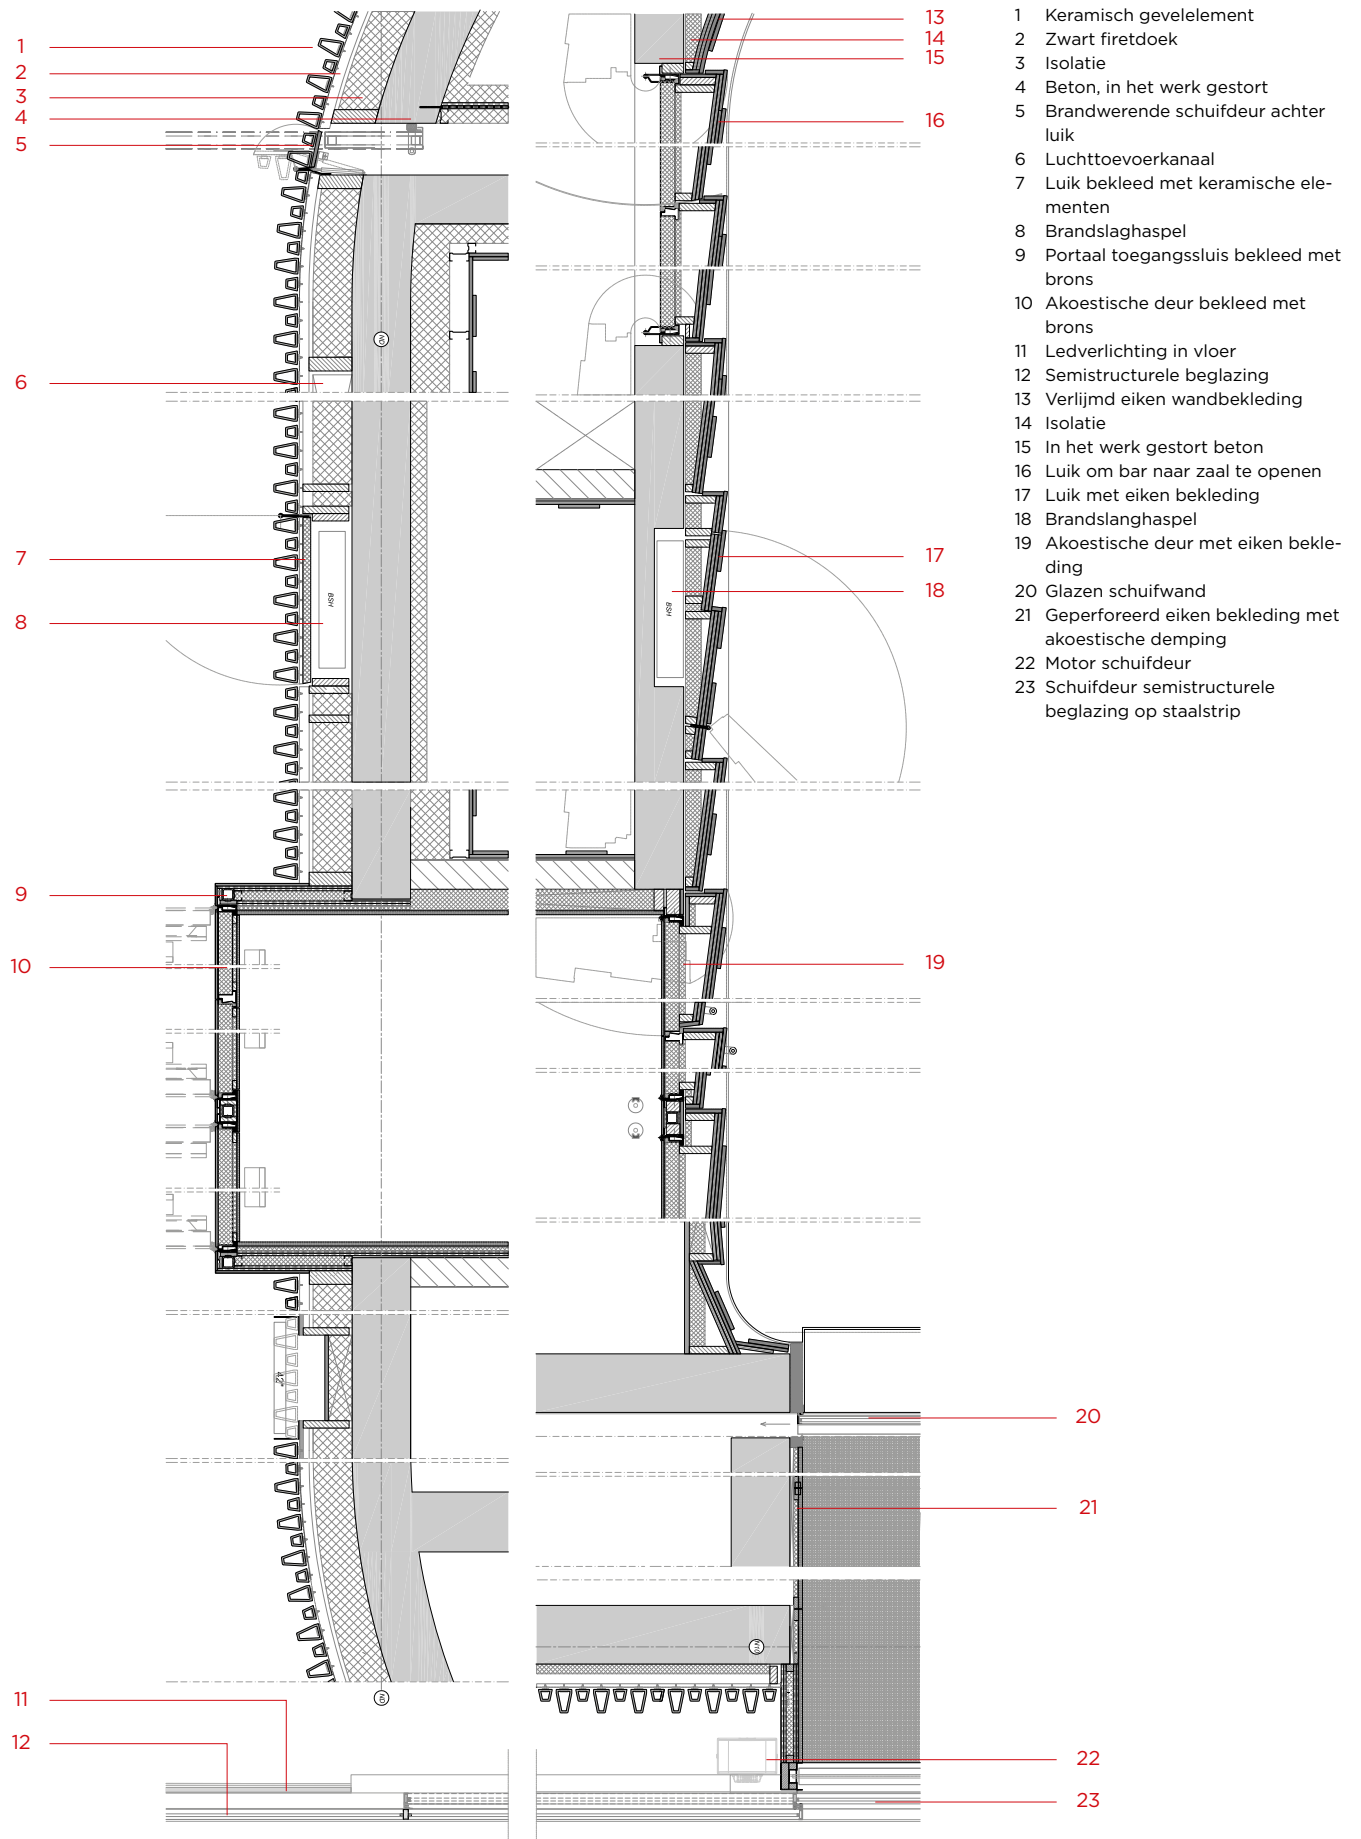 1 Keramisch gevelelement
2 Zwart firetdoek
3 Isolatie
4 Beton, in het werk gestort
5 Brandwerende schuifdeur achter
luik
6 Luchttoevoerkanaal
7 Luik bekleed met keramische ele-
menten
8 Brandslaghaspel
9 Portaal toegangssluis bekleed met
brons
10 Akoestische deur bekleed met
brons
11 Ledverlichting in vloer
12 Semistructurele beglazing
13 Verlijmd eiken wandbekleding
14 Isolatie
15 In het werk gestort beton
16 Luik om bar naar zaal te openen
17 Luik met eiken bekleding
18 Brandslanghaspel
19 Akoestische deur met eiken bekle-
ding
20 Glazen schuifwand
21 Geperforeerd eiken bekleding met
akoestische demping
22 Motor schuifdeur
23 Schuifdeur semistructurele
beglazing op staalstrip
1
2
3
4
5
6
7
8
9
10
11
12
13
14
15
16
17
18
19
20
21
22
23
ND
BSH
BSH
42°
ND